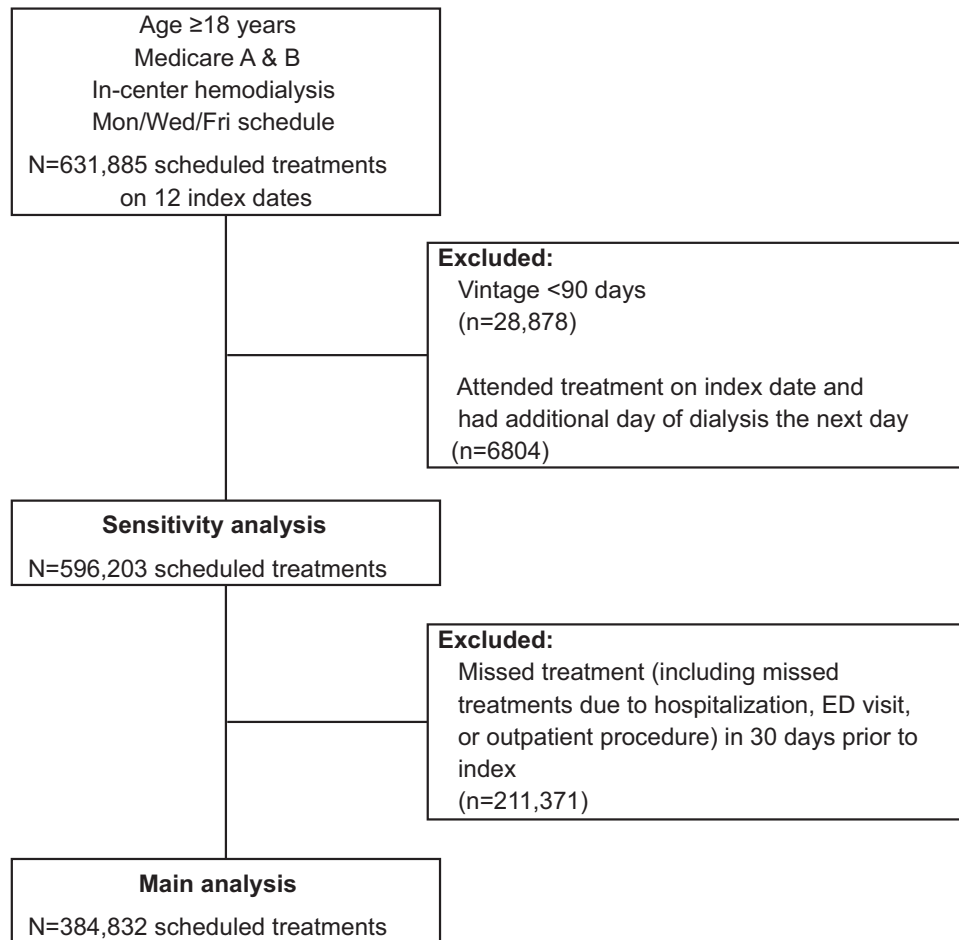 Age ≥18 years
Medicare A & B
In-center hemodialysis
Mon/Wed/Fri schedule
N=631,885 scheduled treatments
on 12 index dates
Excluded:
Vintage <90 days
(n=28,878)
Attended treatment on index date and
had additional day of dialysis the next day
(n=6804)
Sensitivity analysis
N=596,203 scheduled treatments
Excluded:
Missed treatment (including missed
treatments due to hospitalization, ED visit,
or outpatient procedure) in 30 days prior to
index
(n=211,371)
Main analysis
N=384,832 scheduled treatments